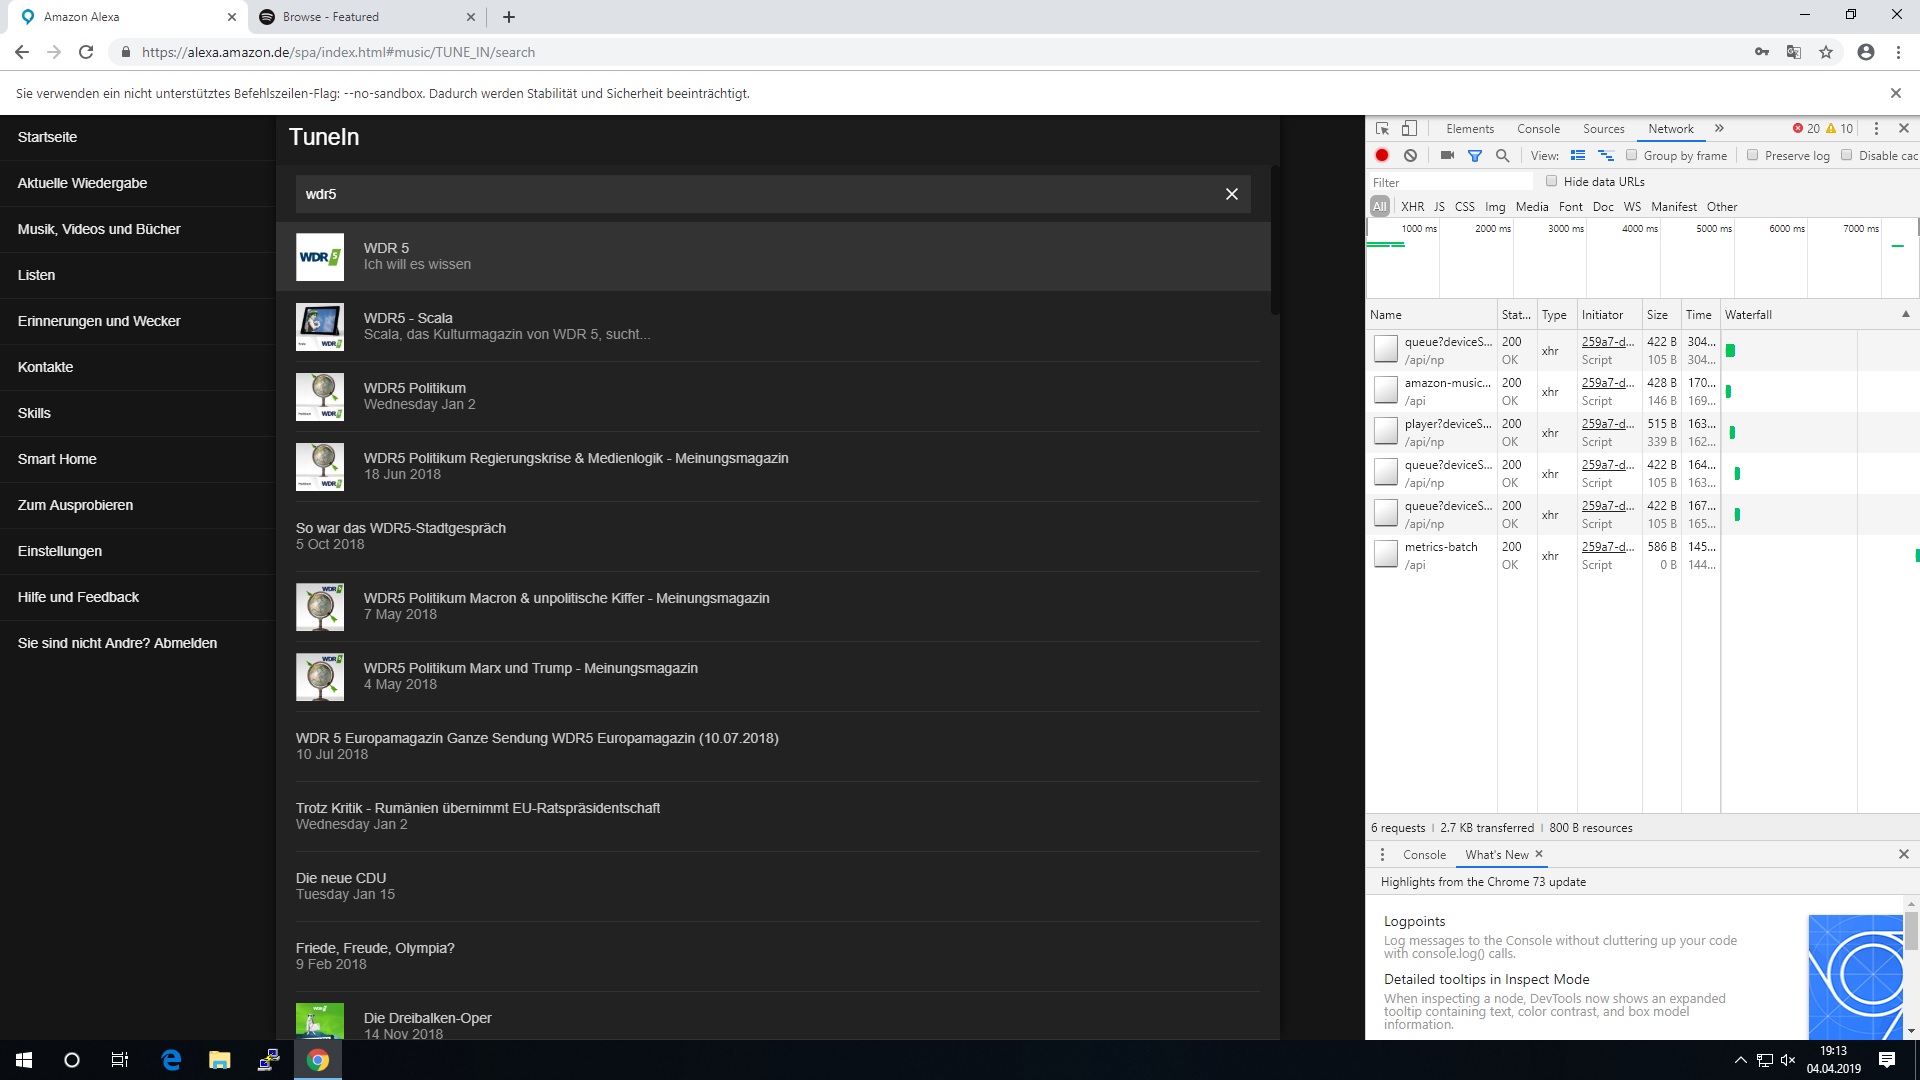 Amazon Alexa
Browse - Featured
https://alexa.amazon.de/spa/index.html#music/TUNE_IN/search
Sie verwenden ein nicht unterstütztes Befehlszeilen-Flag: --no-sandbox. Dadurch werden Stabilität und Sicherheit beeinträchtigt.
Startseite
Aktuelle Wiedergabe
Musik, Videos und Bücher
Listen
Erinnerungen und Wecker
Kontakte
Skills
Smart Home
Zum Ausprobieren
Einstellungen
Hilfe und Feedback
Sie sind nicht Andre? Abmelden
TuneIn
wdr5
WDR 5
WDR 5
Ich will es wissen
WDR5 - Scala
Scala, das Kulturmagazin von WDR 5, sucht...
WDR5 Politikum
Wednesday Jan 2
WDR5 Politikum Regierungskrise & Medienlogik - Meinungsmagazin
18 Jun 2018
So war das WDR5-Stadtgespräch
5 Oct 2018
WDR5 Politikum Macron & unpolitische Kiffer - Meinungsmagazin
7 May 2018
WDR5 Politikum Marx und Trump - Meinungsmagazin
4 May 2018
WDR 5 Europamagazin Ganze Sendung WDR5 Europamagazin (10.07.2018)
10 Jul 2018
Trotz Kritik - Rumänien übernimmt EU-Ratspräsidentschaft
Wednesday Jan 2
Die neue CDU
Tuesday Jan 15
Friede, Freude, Olympia?
9 Feb 2018
Die Dreibalken-Oper
14 Nov 2018
Elements Console Sources Network 20 10
View: Group by frame Preserve log Disable cac
Filter Hide data URLs
All XHR JS CSS Img Media Font Doc WS Manifest Other
1000 ms 2000 ms 3000 ms 4000 ms 5000 ms 6000 ms 7000 ms
Name Stat... Type Initiator Size Time Waterfall
queue?deviceS... 200 xhr 259a7-d... 422 B 304...
/api/np OK Script 105 B 304...
amazon-music... 200 xhr 259a7-d... 428 B 170...
/api OK Script 146 B 169...
player?deviceS... 200 xhr 259a7-d... 515 B 163...
/api/np OK Script 339 B 162...
queue?deviceS... 200 xhr 259a7-d... 422 B 164...
/api/np OK Script 105 B 163...
queue?deviceS... 200 xhr 259a7-d... 422 B 167...
/api/np OK Script 105 B 165...
metrics-batch 200 xhr 259a7-d... 586 B 145...
/api OK Script 0 B 144...
6 requests | 2.7 KB transferred | 800 B resources
Console What's New
Highlights from the Chrome 73 update
Logpoints
Log messages to the Console without cluttering up your code
with console.log() calls.
Detailed tooltips in Inspect Mode
When inspecting a node, DevTools now shows an expanded
tooltip containing text, color contrast, and box model
information.
19:13
04.04.2019